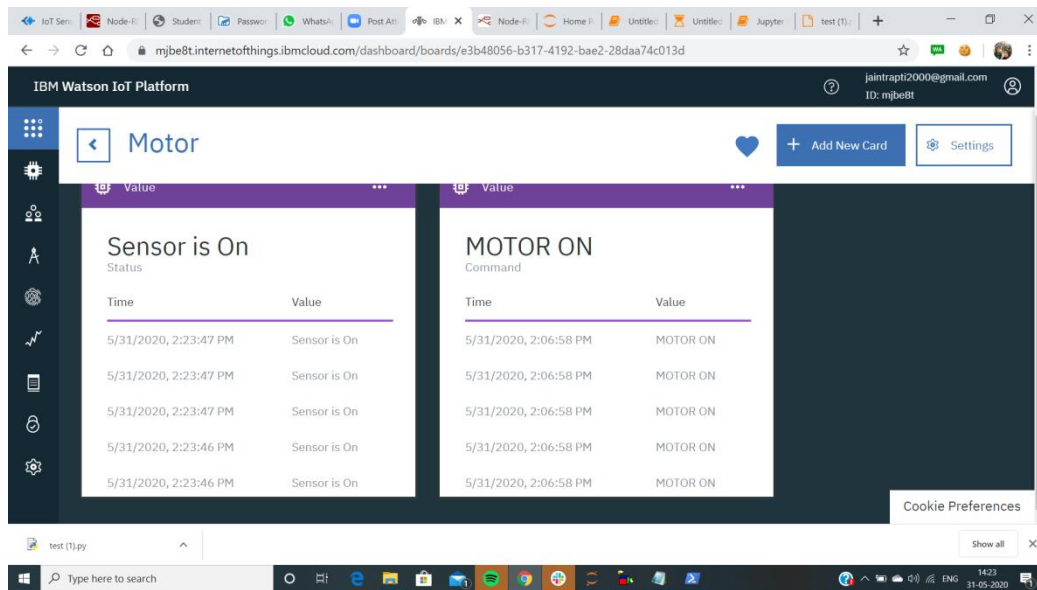 IoT Sens Node-R Student Passwor WhatsA Post Att IBM Node-R Home P Untitled Untitled Jupyter test (1).
mjbe8t.internetofthings.ibmcloud.com/dashboard/boards/e3b48056-b317-4192-bae2-28daa74c013d
IBM Watson IoT Platform
jaintrapti2000@gmail.com
ID: mjbe8t
Motor
+ Add New Card
Settings
Value
Value
Sensor is On
Status
Time Value
5/31/2020, 2:23:47 PM Sensor is On
5/31/2020, 2:23:47 PM Sensor is On
5/31/2020, 2:23:47 PM Sensor is On
5/31/2020, 2:23:46 PM Sensor is On
5/31/2020, 2:23:46 PM Sensor is On
MOTOR ON
Command
Time Value
5/31/2020, 2:06:58 PM MOTOR ON
5/31/2020, 2:06:58 PM MOTOR ON
5/31/2020, 2:06:58 PM MOTOR ON
5/31/2020, 2:06:58 PM MOTOR ON
5/31/2020, 2:06:58 PM MOTOR ON
Cookie Preferences
test (1).py
Show all
Type here to search
ENG
14:23
31-05-2020